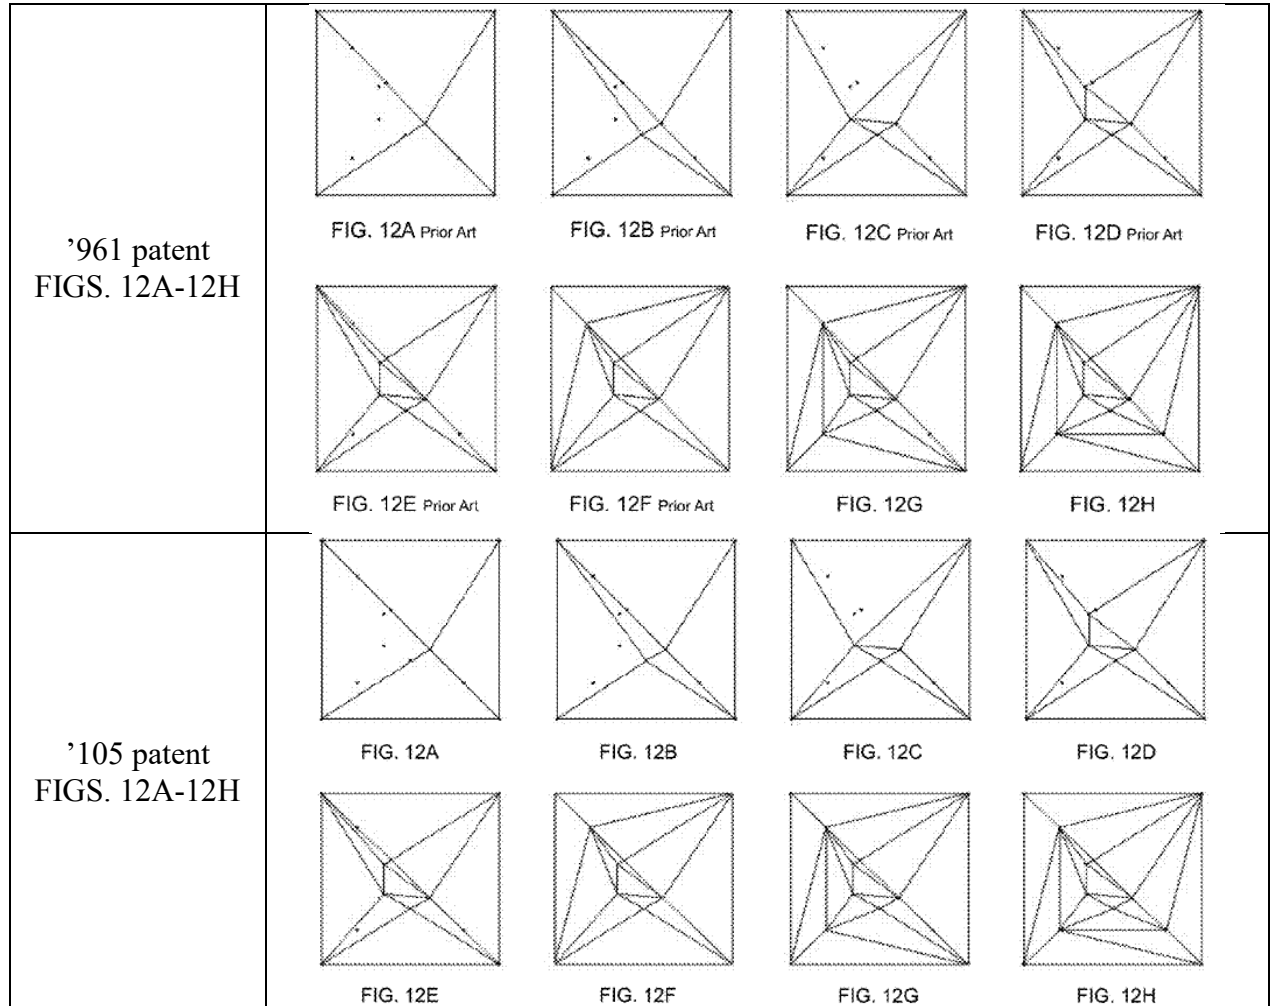 ’961 patent
FIGS. 12A-12H
FIG. 12A Prior Art
FIG. 12B Prior Art
FIG. 12C Prior Art
FIG. 12D Prior Art
FIG. 12E Prior Art
FIG. 12F Prior Art
FIG. 12G
FIG. 12H
’105 patent
FIGS. 12A-12H
FIG. 12A
FIG. 12B
FIG. 12C
FIG. 12D
FIG. 12E
FIG. 12F
FIG. 12G
FIG. 12H